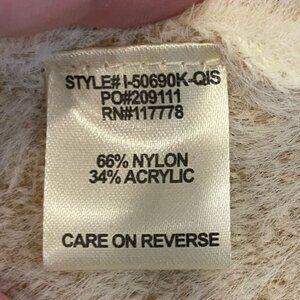 STYLE# I-50690K-QIS
PO#209111
RN#117778
66% NYLON
34% ACRYLIC
CARE ON REVERSE